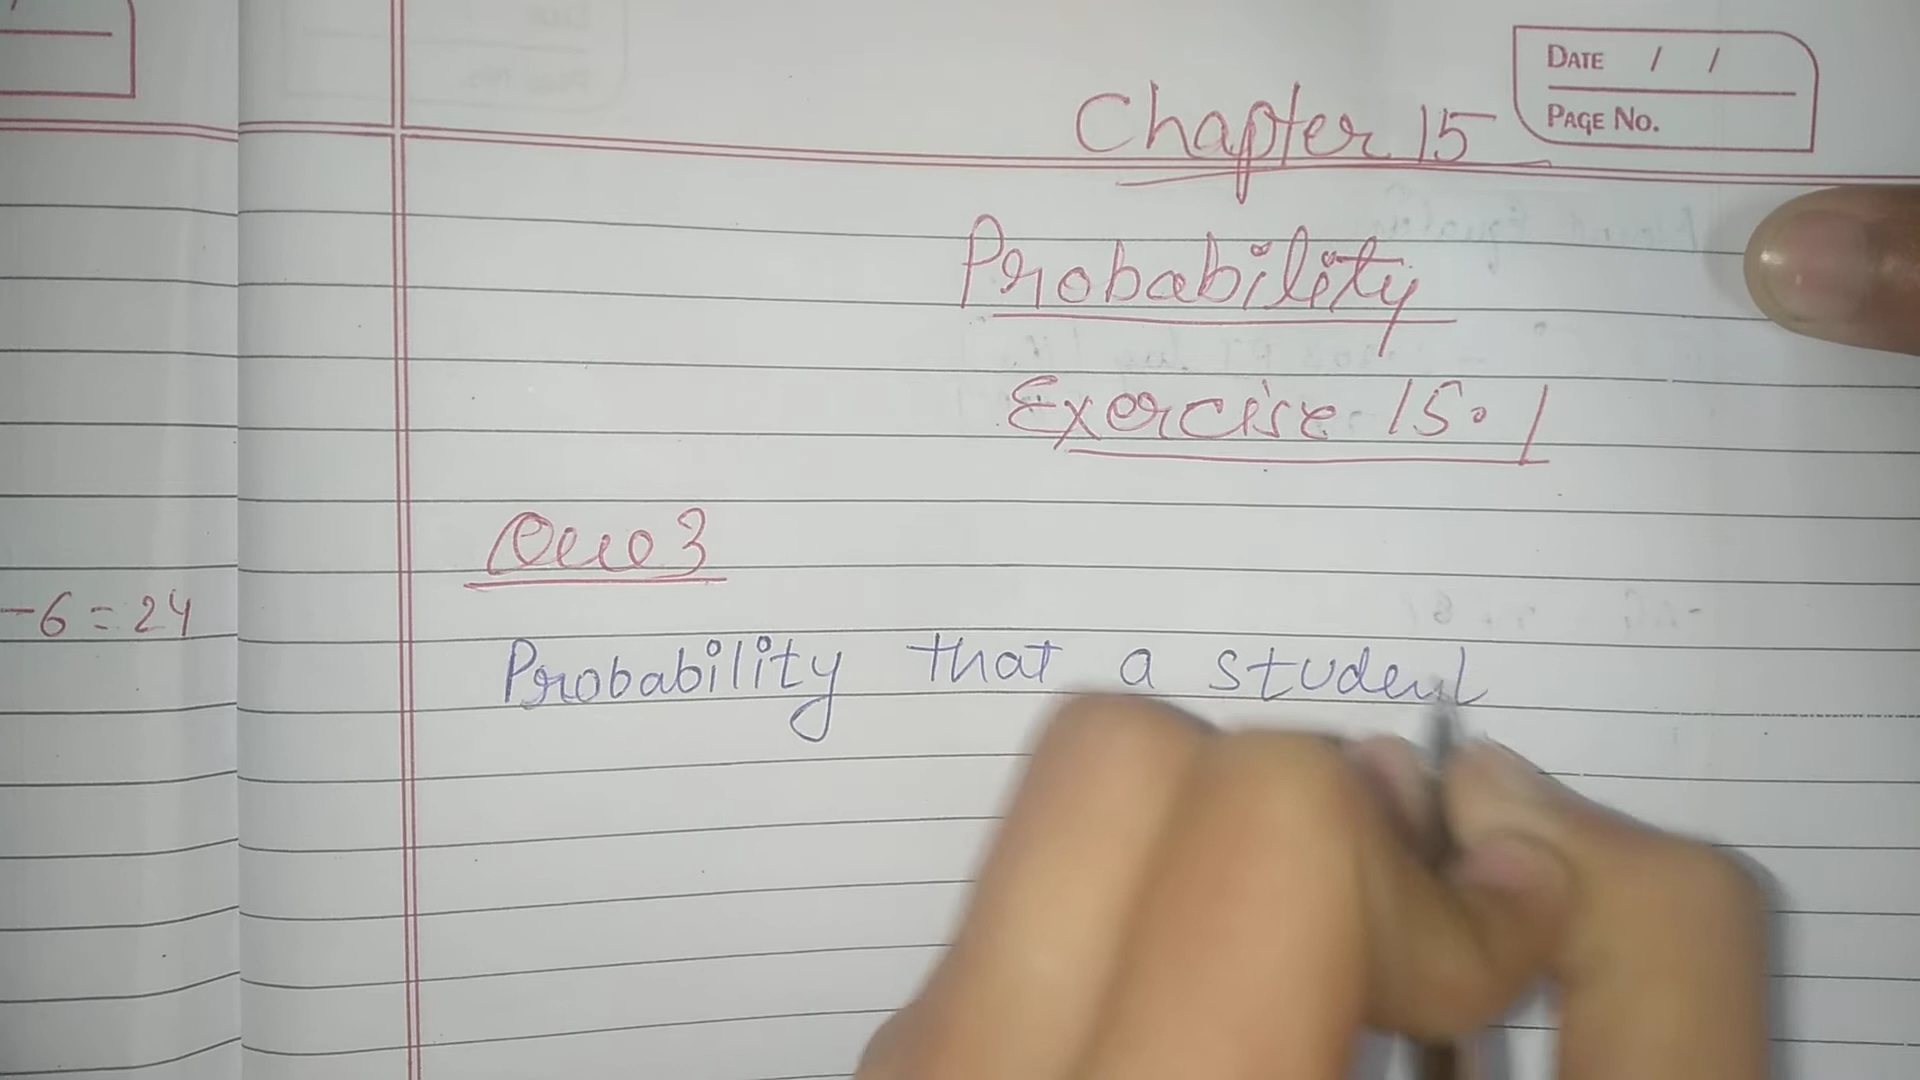 DATE / /
PAGE NO.
Chapter 15
Probability
Exercise 15.1
Que 3
-6 = 24
Probability that a student